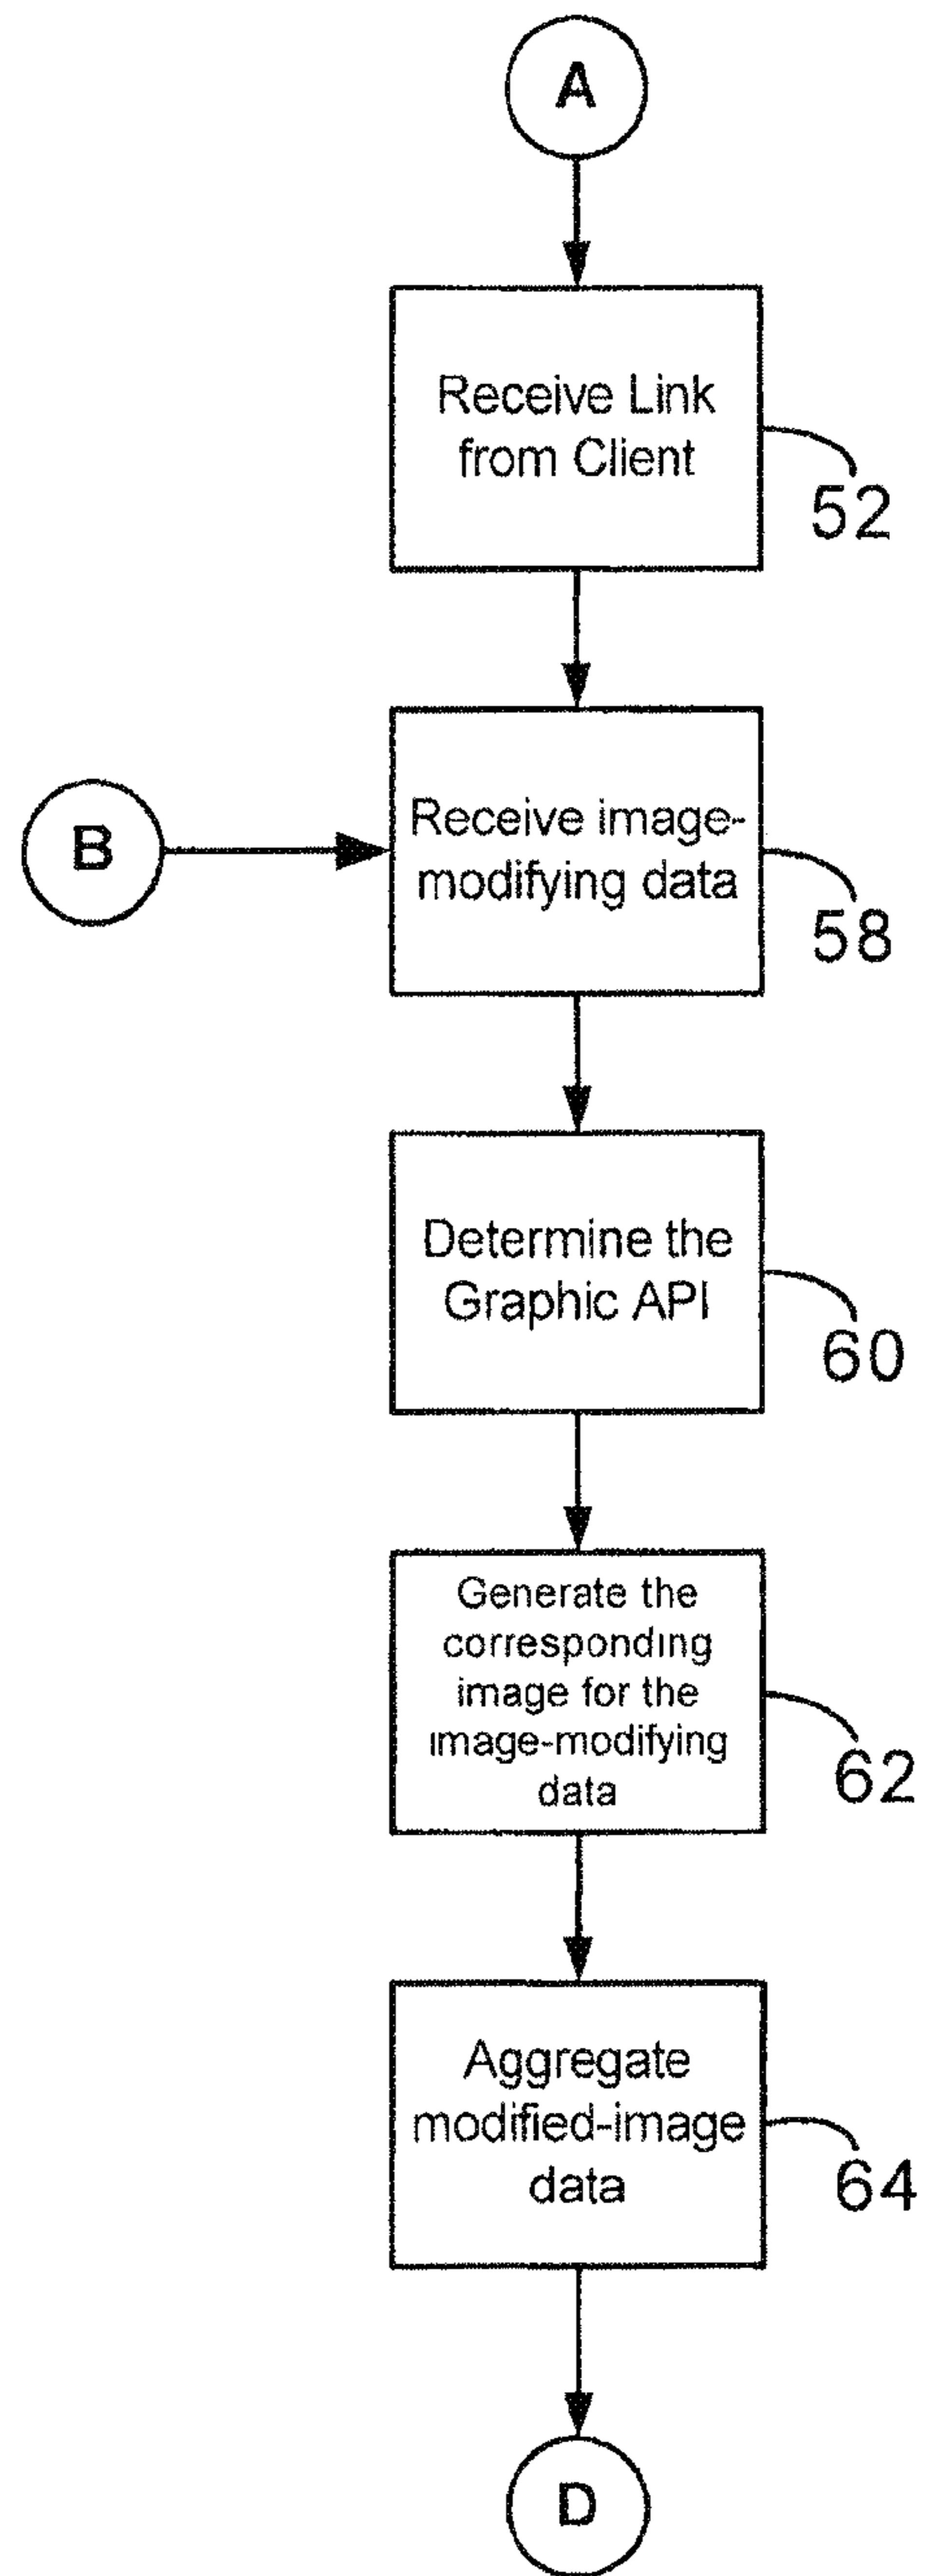 A
Receive Link
from Client
52
B
Receive image-
modifying data
58
Determine the
Graphic API
60
Generate the
corresponding
image for the
image-modifying
data
62
Aggregate
modified-image
data
64
D